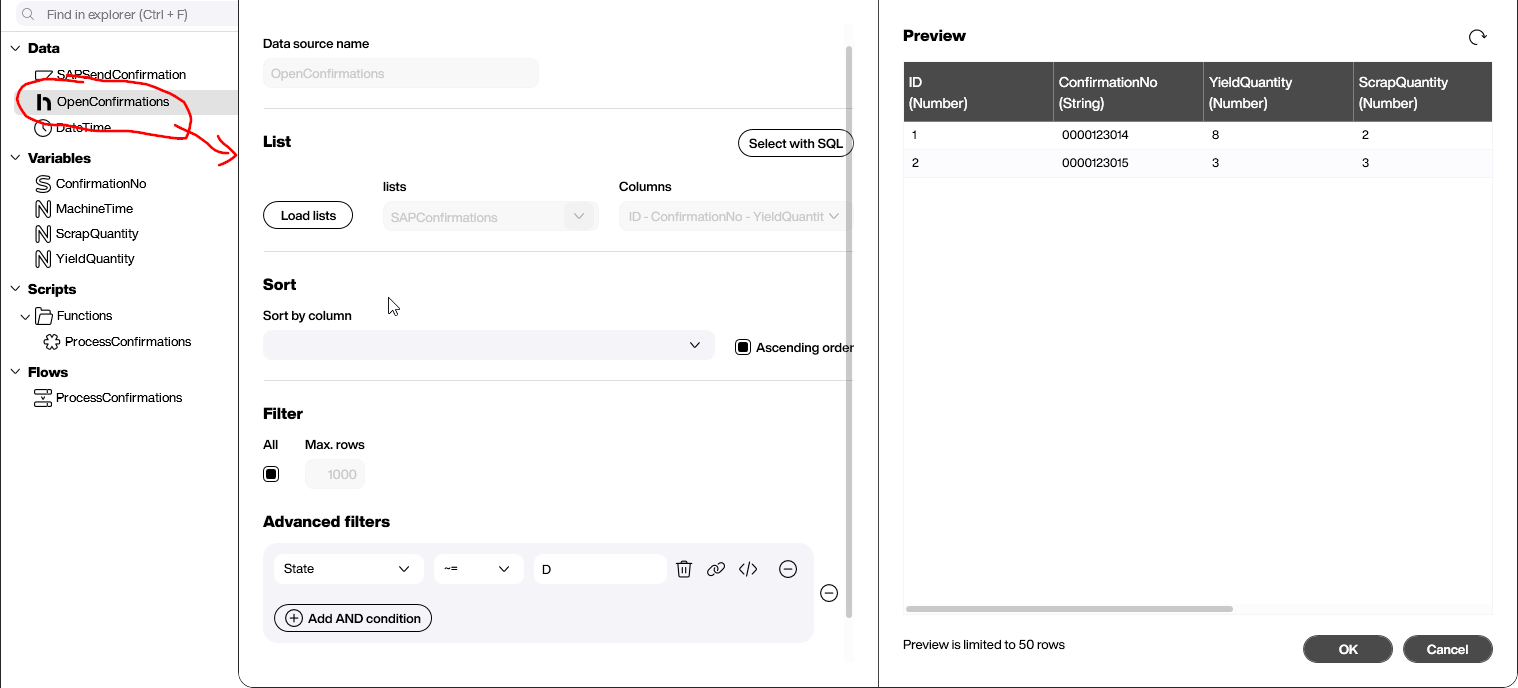 Find in explorer (Ctrl + F)
Data
SAPSendConfirmation
OpenConfirmations
DateTime
Variables
ConfirmationNo
MachineTime
ScrapQuantity
YieldQuantity
Scripts
Functions
ProcessConfirmations
Flows
ProcessConfirmations
Data source name
OpenConfirmations
List
Select with SQL
lists
Columns
Load lists
SAPConfirmations
ID - ConfirmationNo - YieldQuantit
Sort
Sort by column
Ascending order
Filter
All
Max. rows
1000
Advanced filters
State
~=
D
Add AND condition
Preview
ID
(Number)
ConfirmationNo
(String)
YieldQuantity
(Number)
ScrapQuantity
(Number)
1 0000123014 8 2
2 0000123015 3 3
Preview is limited to 50 rows
OK
Cancel